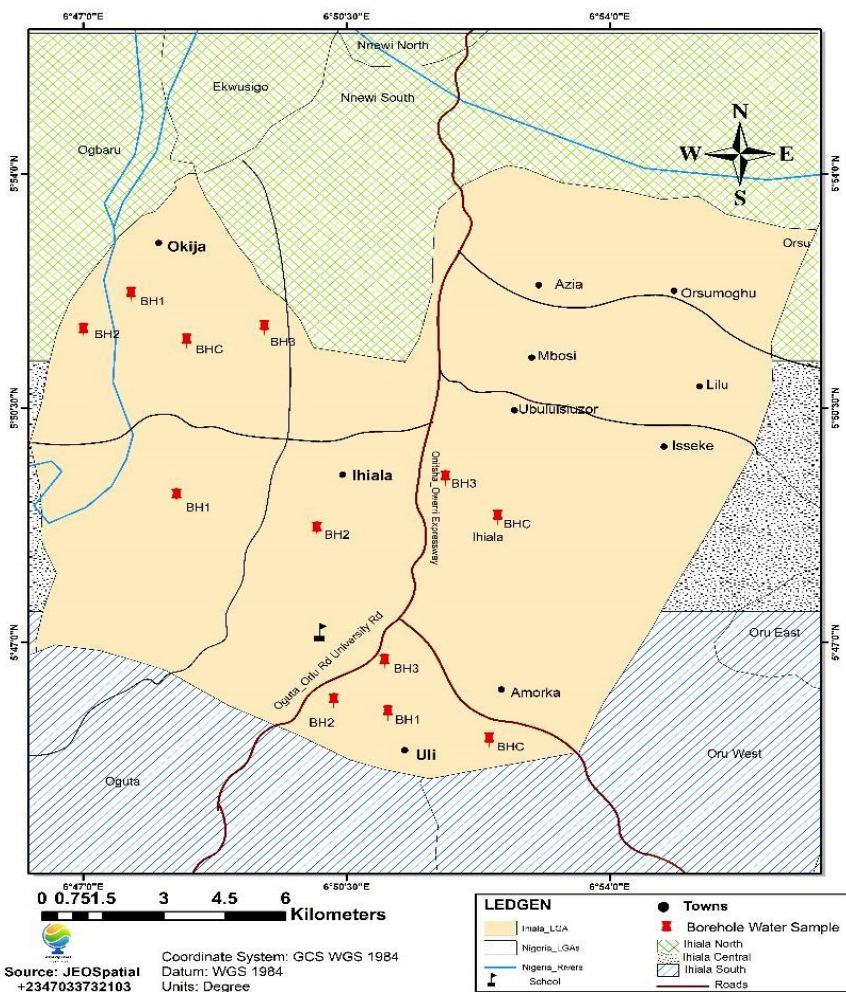 6°47'0"E 6°50'30"E 6°54'0"E
Nnewi North
Ekwusigo
Nnewi South
Ogbaru
N
W E
S
5°54'0"N 5°54'0"N
Orsu
Okija
Azia
Orsumoghu
BH1
BH2
BHC
BH3
Mbosi
Lilu
5°50'30"N 5°50'30"N
Ubuluisiuzor
Isseke
Ihiala
Onitsha_Owerri Expressway
BH3
BH1
BHC
BH2
Ihiala
Oguta_Orlu Rd University Rd
Oru East
5°47'0"N 5°47'0"N
BH3
Amorka
BH2
BH1
BHC
Uli
Oru West
Oguta
6°47'0"E 6°50'30"E 6°54'0"E
0 0.751.5 3 4.5 6
Kilometers
Source: JEOSpatial
+2347033732103
Coordinate System: GCS WGS 1984
Datum: WGS 1984
Units: Degree
LEDGEN
Ihiala_LGA
Nigeria_LGAs
Nigeria_Rivers
School
Towns
Borehole Water Sample
Ihiala North
Ihiala Central
Ihiala South
Roads